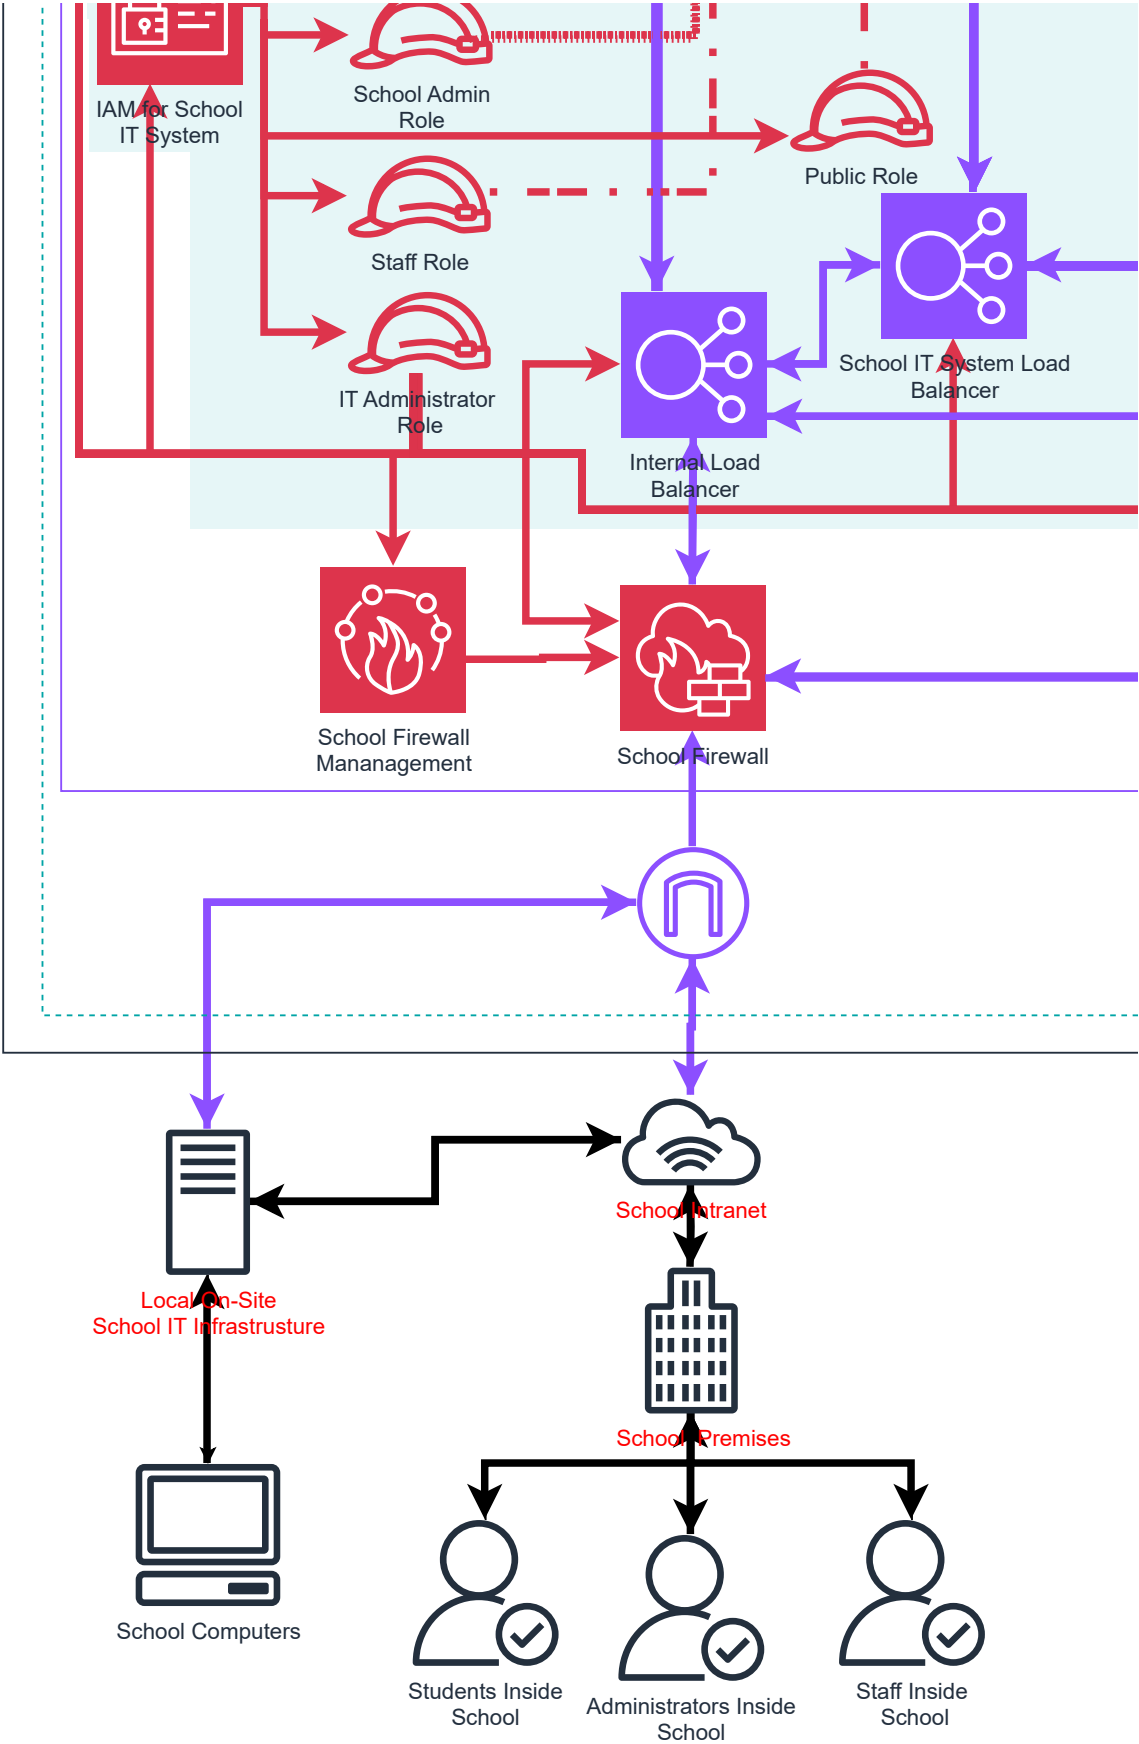 School Admin
Role
IAM for School
IT System
Public Role
Staff Role
School IT System Load
Balancer
IT Administrator
Role
Internal Load
Balancer
School Firewall
Mananagement
School Firewall
School Intranet
Local On-Site
School IT Infrastrusture
School Premises
School Computers
Students Inside
School
Administrators Inside
School
Staff Inside
School